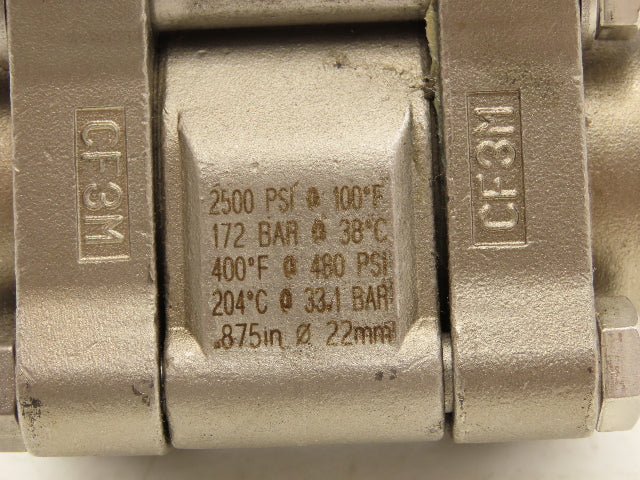 CF3M
2500 PSI @ 100°F
172 BAR @ 38°C
400°F @ 480 PSI
204°C @ 33.1 BAR
.875in Ø 22mm
CF3M